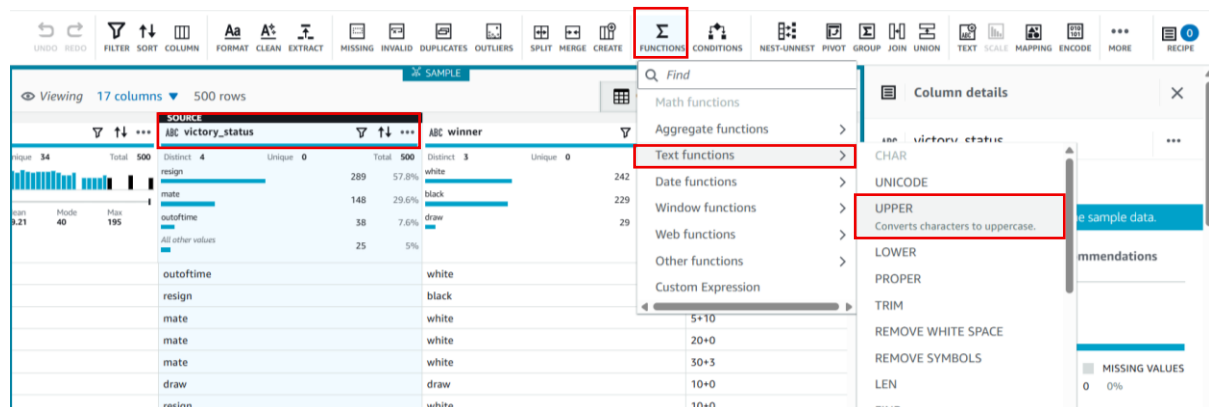 UNDO REDO FILTER SORT COLUMN FORMAT CLEAN EXTRACT MISSING INVALID DUPLICATES OUTLIERS SPLIT MERGE CREATE FUNCTIONS CONDITIONS NEST-UNNEST PIVOT GROUP JOIN UNION TEXT SCALE MAPPING ENCODE MORE RECIPE 0
SAMPLE
Viewing 17 columns 500 rows
SOURCE
ABC victory_status
ABC winner
nique 34 Total 500
Distinct 4 Unique 0 Total 500
Distinct 3 Unique 0
resign 289 57.8%
mate 148 29.6%
outoftime 38 7.6%
All other values 25 5%
white 242
black 229
draw 29
ean Mode Max
9.21 40 195
outoftime white
resign black
mate white 5+10
mate white 20+0
mate white 30+3
draw draw 10+0
resign white 10+0
Find
Math functions
Aggregate functions
Text functions
Date functions
Window functions
Web functions
Other functions
Custom Expression
Column details
ABC victory_status
CHAR
UNICODE
UPPER
Converts characters to uppercase.
LOWER
PROPER
TRIM
REMOVE WHITE SPACE
REMOVE SYMBOLS
LEN
e sample data.
mmendations
MISSING VALUES
0 0%